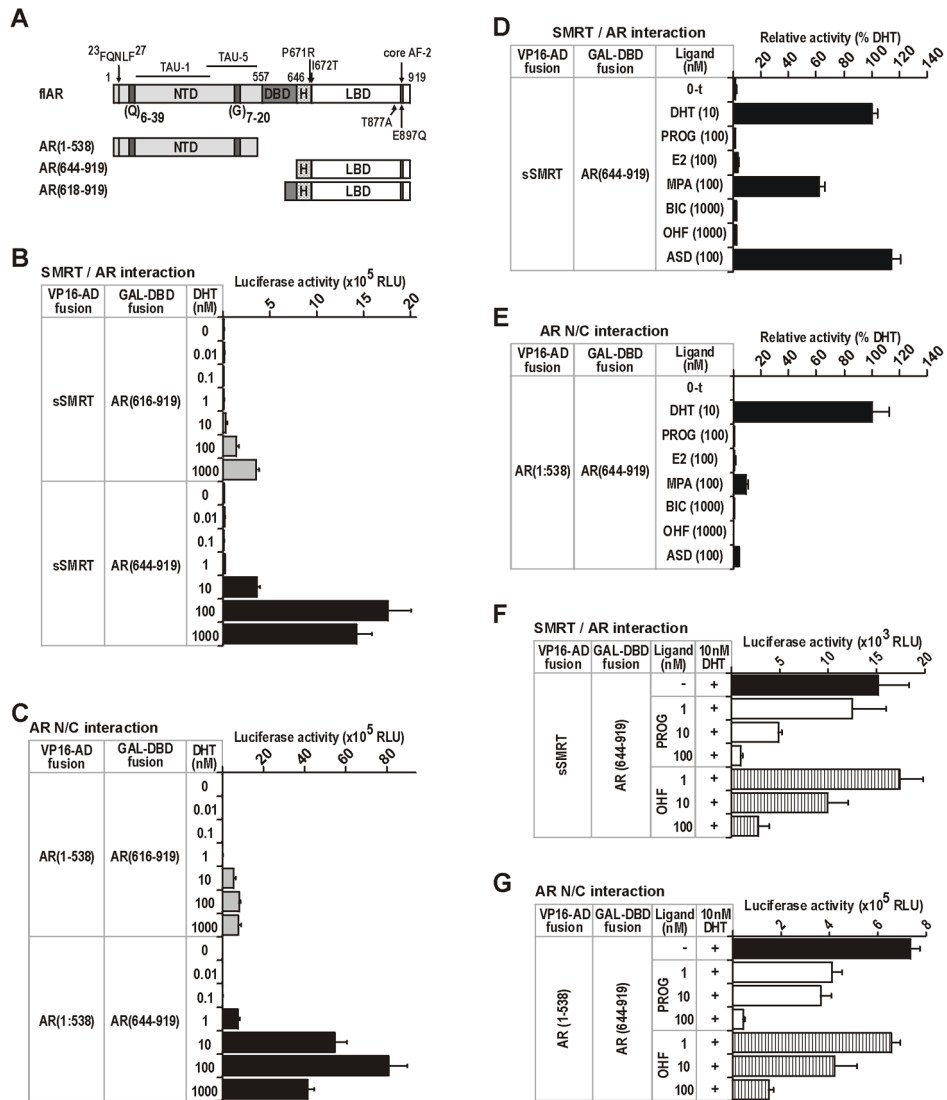 A
23FQNLF27
P671R
core AF-2
TAU-1
TAU-5
I672T
1
557
646
919
flAR
NTD
DBD
H
LBD
(Q)6-39
(G)7-20
T877A
E897Q
AR(1-538)
NTD
AR(644-919)
H
LBD
AR(618-919)
H
LBD
B
SMRT / AR interaction
Luciferase activity (x10^5 RLU)
VP16-AD fusion
GAL-DBD fusion
DHT (nM)
5 10 15 20
sSMRT
AR(616-919)
0
0.01
0.1
1
10
100
1000
sSMRT
AR(644-919)
0
0.01
0.1
1
10
100
1000
C
AR N/C interaction
Luciferase activity (x10^5 RLU)
VP16-AD fusion
GAL-DBD fusion
DHT (nM)
20 40 60 80
AR(1-538)
AR(616-919)
0
0.01
0.1
1
10
100
1000
AR(1:538)
AR(644-919)
0
0.01
0.1
1
10
100
1000
D
SMRT / AR interaction
Relative activity (% DHT)
VP16-AD fusion
GAL-DBD fusion
Ligand (nM)
20 40 60 80 100 120 140
sSMRT
AR(644-919)
0-t
DHT (10)
PROG (100)
E2 (100)
MPA (100)
BIC (1000)
OHF (1000)
ASD (100)
E
AR N/C interaction
Relative activity (% DHT)
VP16-AD fusion
GAL-DBD fusion
Ligand (nM)
20 40 60 80 100 120 140
AR(1:538)
AR(644-919)
0-t
DHT (10)
PROG (100)
E2 (100)
MPA (100)
BIC (1000)
OHF (1000)
ASD (100)
F
SMRT / AR interaction
Luciferase activity (x10^3 RLU)
VP16-AD fusion
GAL-DBD fusion
Ligand (nM)
10nM DHT
5 10 15 20
sSMRT
AR (644-919)
- +
PROG
1 +
10 +
100 +
OHF
1 +
10 +
100 +
G
AR N/C interaction
Luciferase activity (x10^5 RLU)
VP16-AD fusion
GAL-DBD fusion
Ligand (nM)
10nM DHT
2 4 6 8
AR (1-538)
AR (644-919)
- +
PROG
1 +
10 +
100 +
OHF
1 +
10 +
100 +